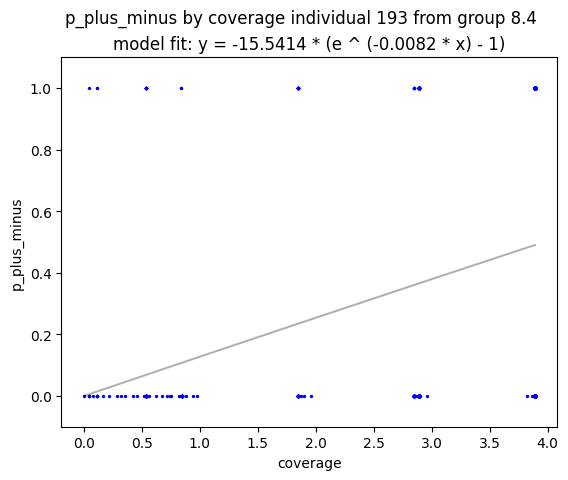 p_plus_minus by coverage individual 193 from group 8.4
model fit: y = -15.5414 * (e ^ (-0.0082 * x) - 1)
1.0
0.8
0.6
0.4
0.2
0.0
p_plus_minus
0.0 0.5 1.0 1.5 2.0 2.5 3.0 3.5 4.0
coverage